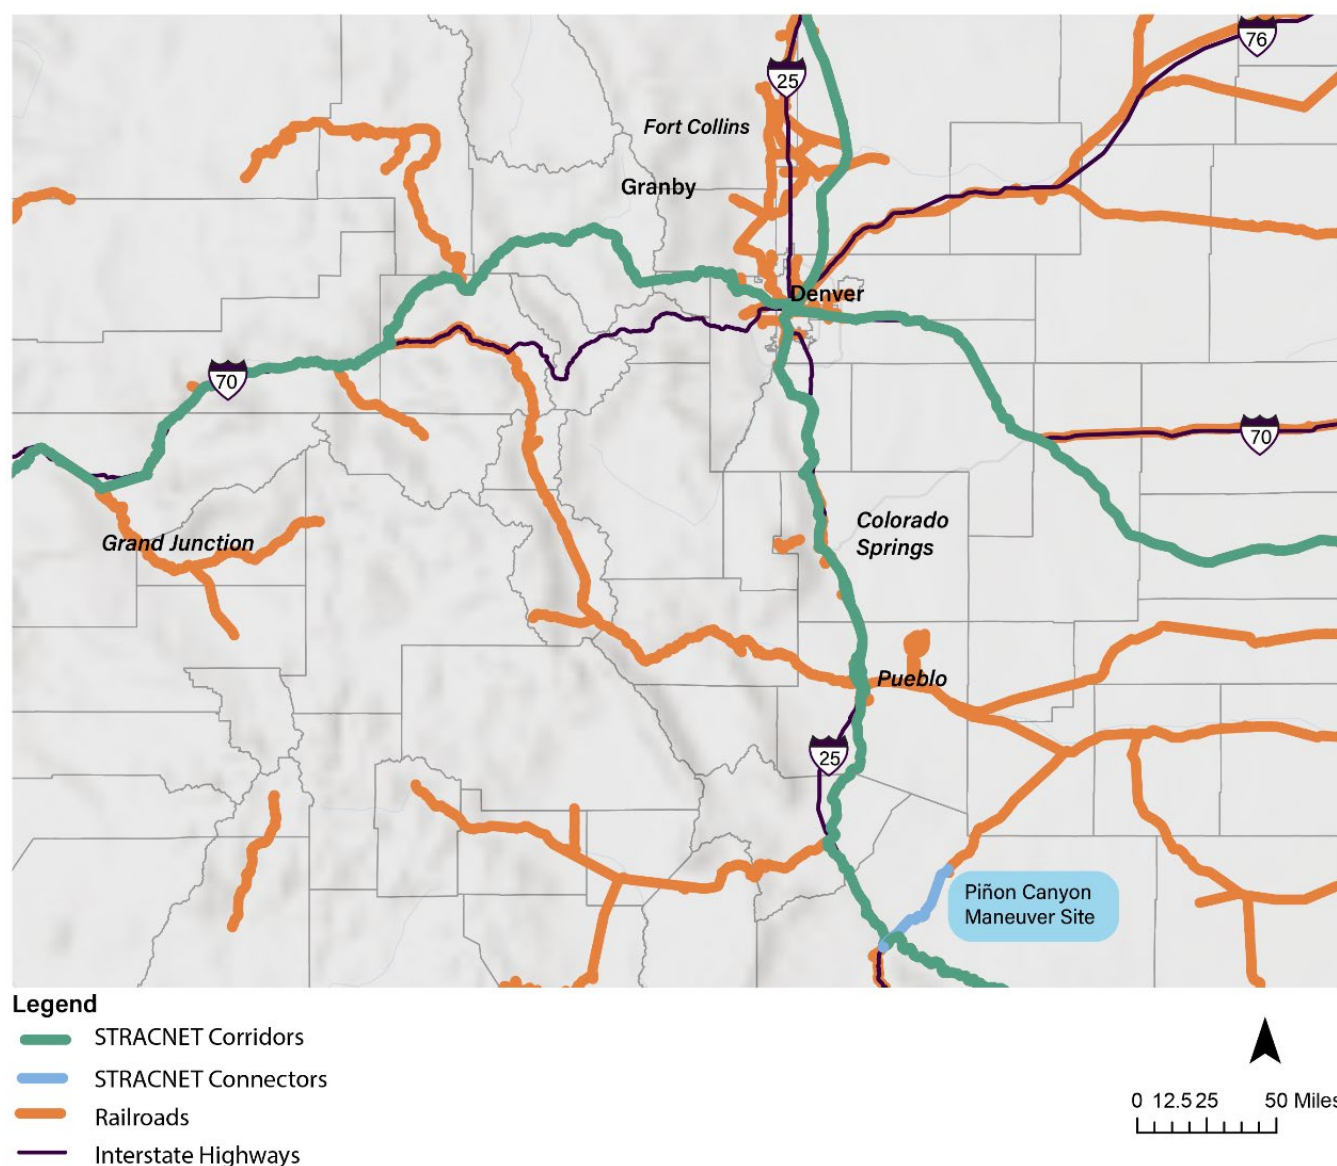 76
25
Fort Collins
Granby
Denver
70
70
Colorado
Springs
Grand Junction
Pueblo
25
Piñon Canyon
Maneuver Site
Legend
STRACNET Corridors
STRACNET Connectors
Railroads
Interstate Highways
0 12.5 25 50 Miles